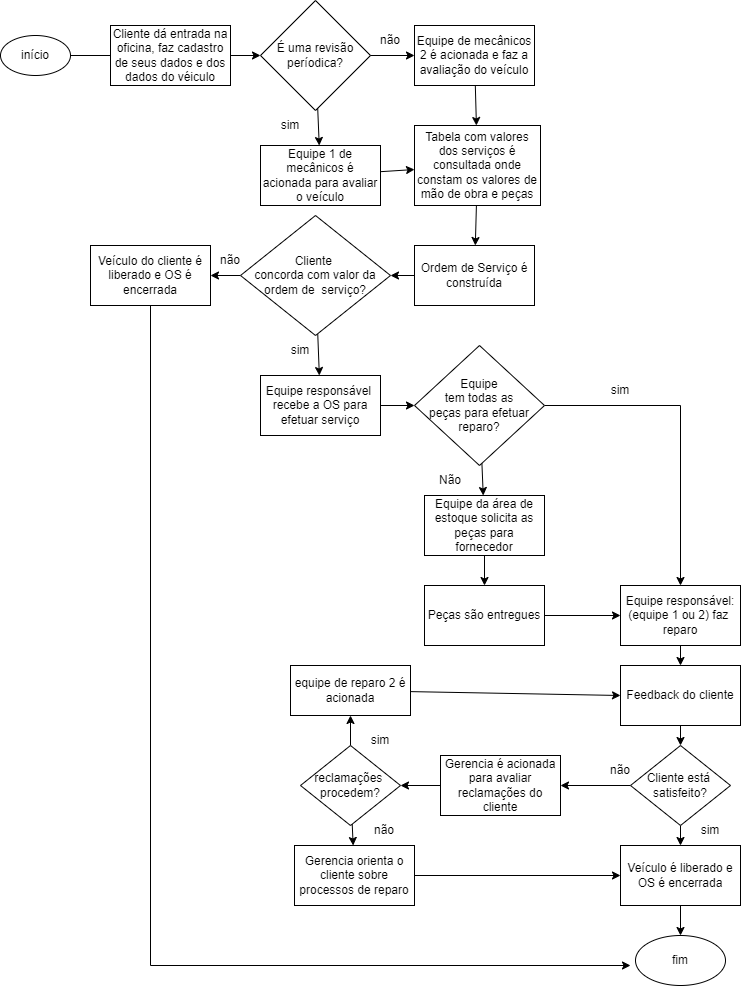 início
Cliente dá entrada na
oficina, faz cadastro
de seus dados e dos
dados do véiculo
É uma revisão
períodica?
não
Equipe de mecânicos
2 é acionada e faz a
avaliação do veículo
sim
Equipe 1 de
mecânicos é
acionada para avaliar
o veículo
Tabela com valores
dos serviços é
consultada onde
constam os valores de
mão de obra e peças
Veículo do cliente é
liberado e OS é
encerrada
não
Cliente
concorda com valor da
ordem de serviço?
Ordem de Serviço é
construída
sim
Equipe responsável
recebe a OS para
efetuar serviço
Equipe
tem todas as
peças para efetuar
reparo?
sim
Não
Equipe da área de
estoque solicita as
peças para
fornecedor
Peças são entregues
Equipe responsável:
(equipe 1 ou 2) faz
reparo
equipe de reparo 2 é
acionada
Feedback do cliente
sim
reclamações
procedem?
Gerencia é acionada
para avaliar
reclamações do
cliente
não
Cliente está
satisfeito?
não
sim
Gerencia orienta o
cliente sobre
processos de reparo
Veículo é liberado e
OS é encerrada
fim